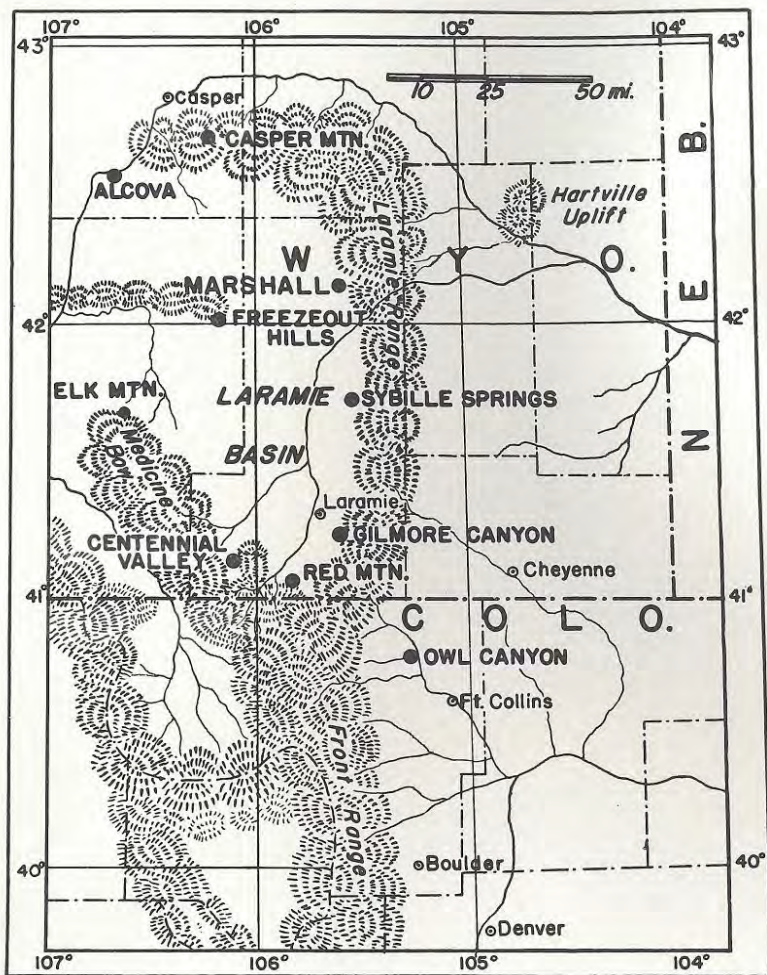 107° 106° 105° 104°
43° 43°
10 25 50 mi.
Casper
CASPER MTN.
ALCOVA
Hartville
Uplift
Laramie Range
W Y O.
N E B.
MARSHALL
42° 42°
FREEZEOUT
HILLS
ELK MTN.
LARAMIE
SYBILLE SPRINGS
Medicine
Bow
BASIN
Laramie
GILMORE CANYON
CENTENNIAL
VALLEY
RED MTN.
Cheyenne
41° 41°
C O L O.
OWL CANYON
Ft. Collins
Front
Range
40° 40°
Boulder
Denver
107° 106° 105° 104°